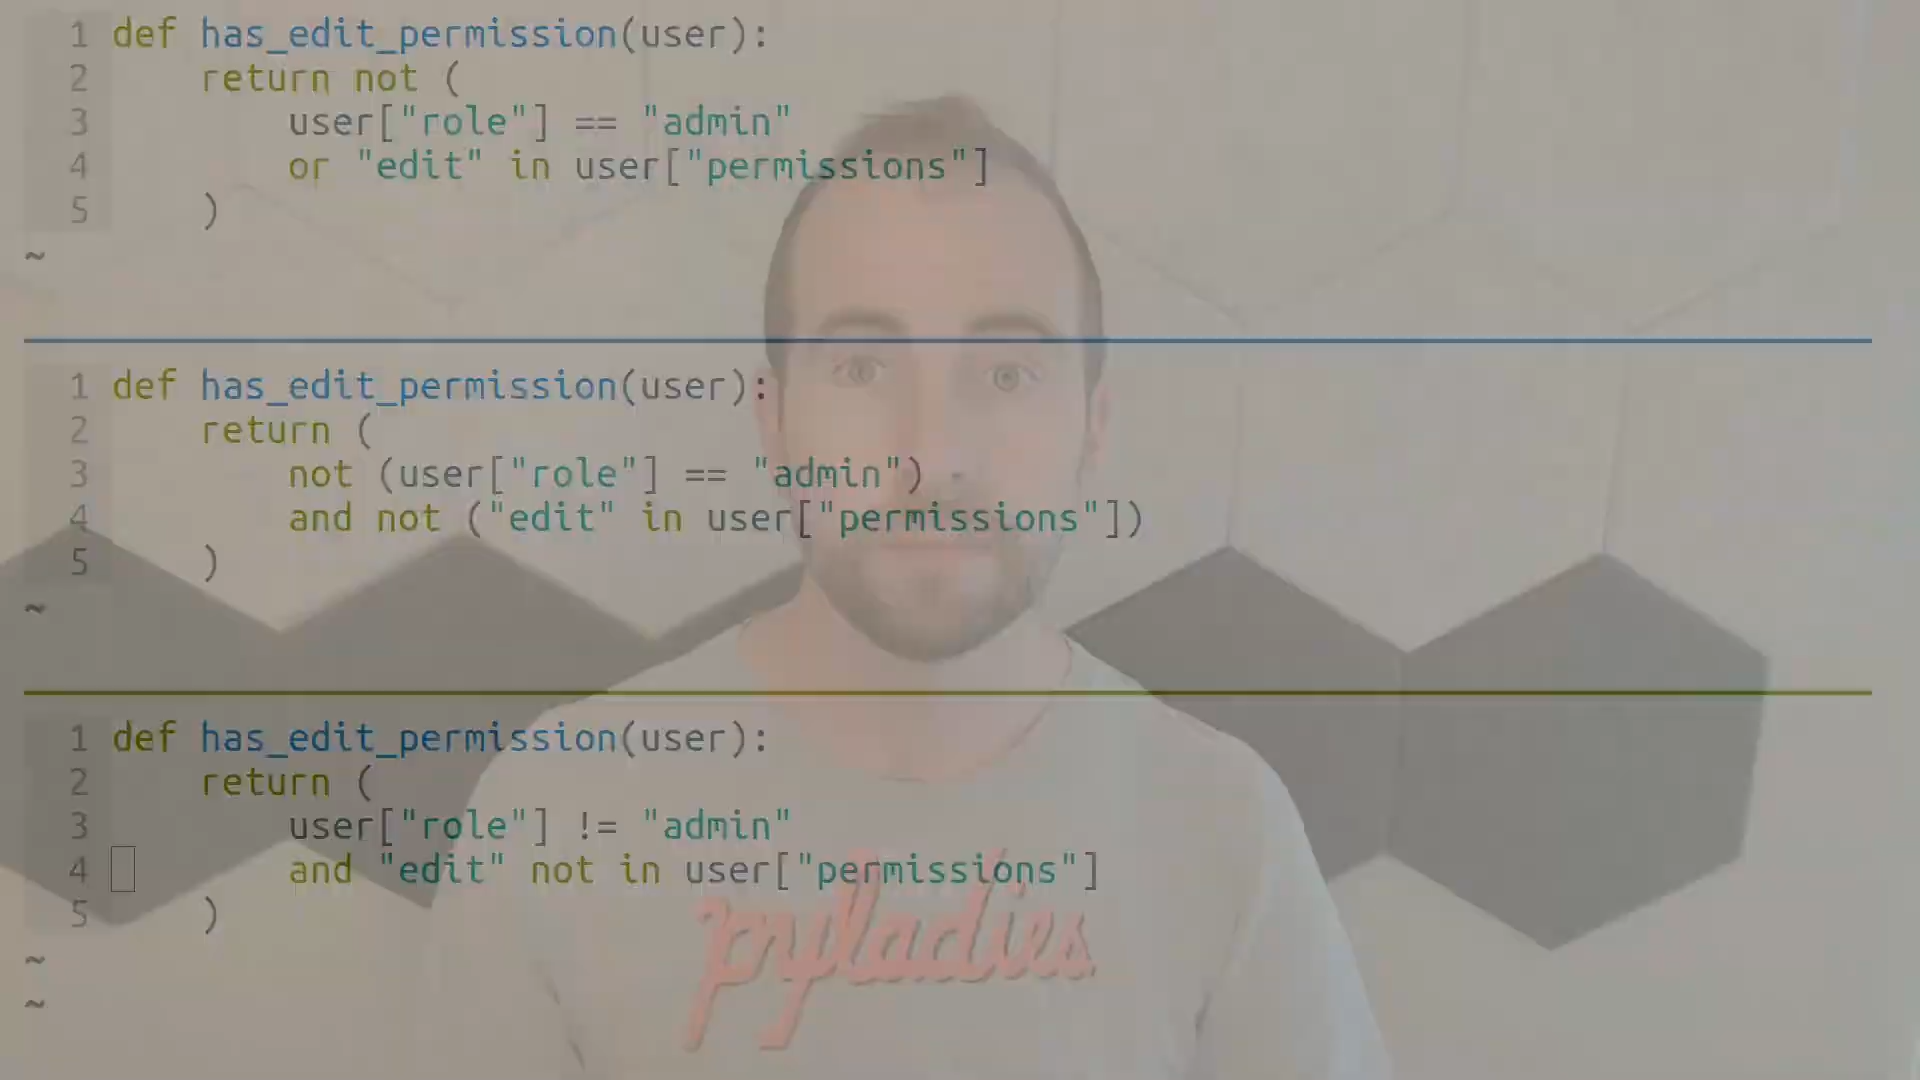 1 def has_edit_permission(user):
2     return not (
3         user["role"] == "admin"
4         or "edit" in user["permissions"]
5     )
~
1 def has_edit_permission(user):
2     return (
3         not (user["role"] == "admin")
4         and not ("edit" in user["permissions"])
5     )
~
1 def has_edit_permission(user):
2     return (
3         user["role"] != "admin"
4         and "edit" not in user["permissions"]
5     )
~
~
pyladies